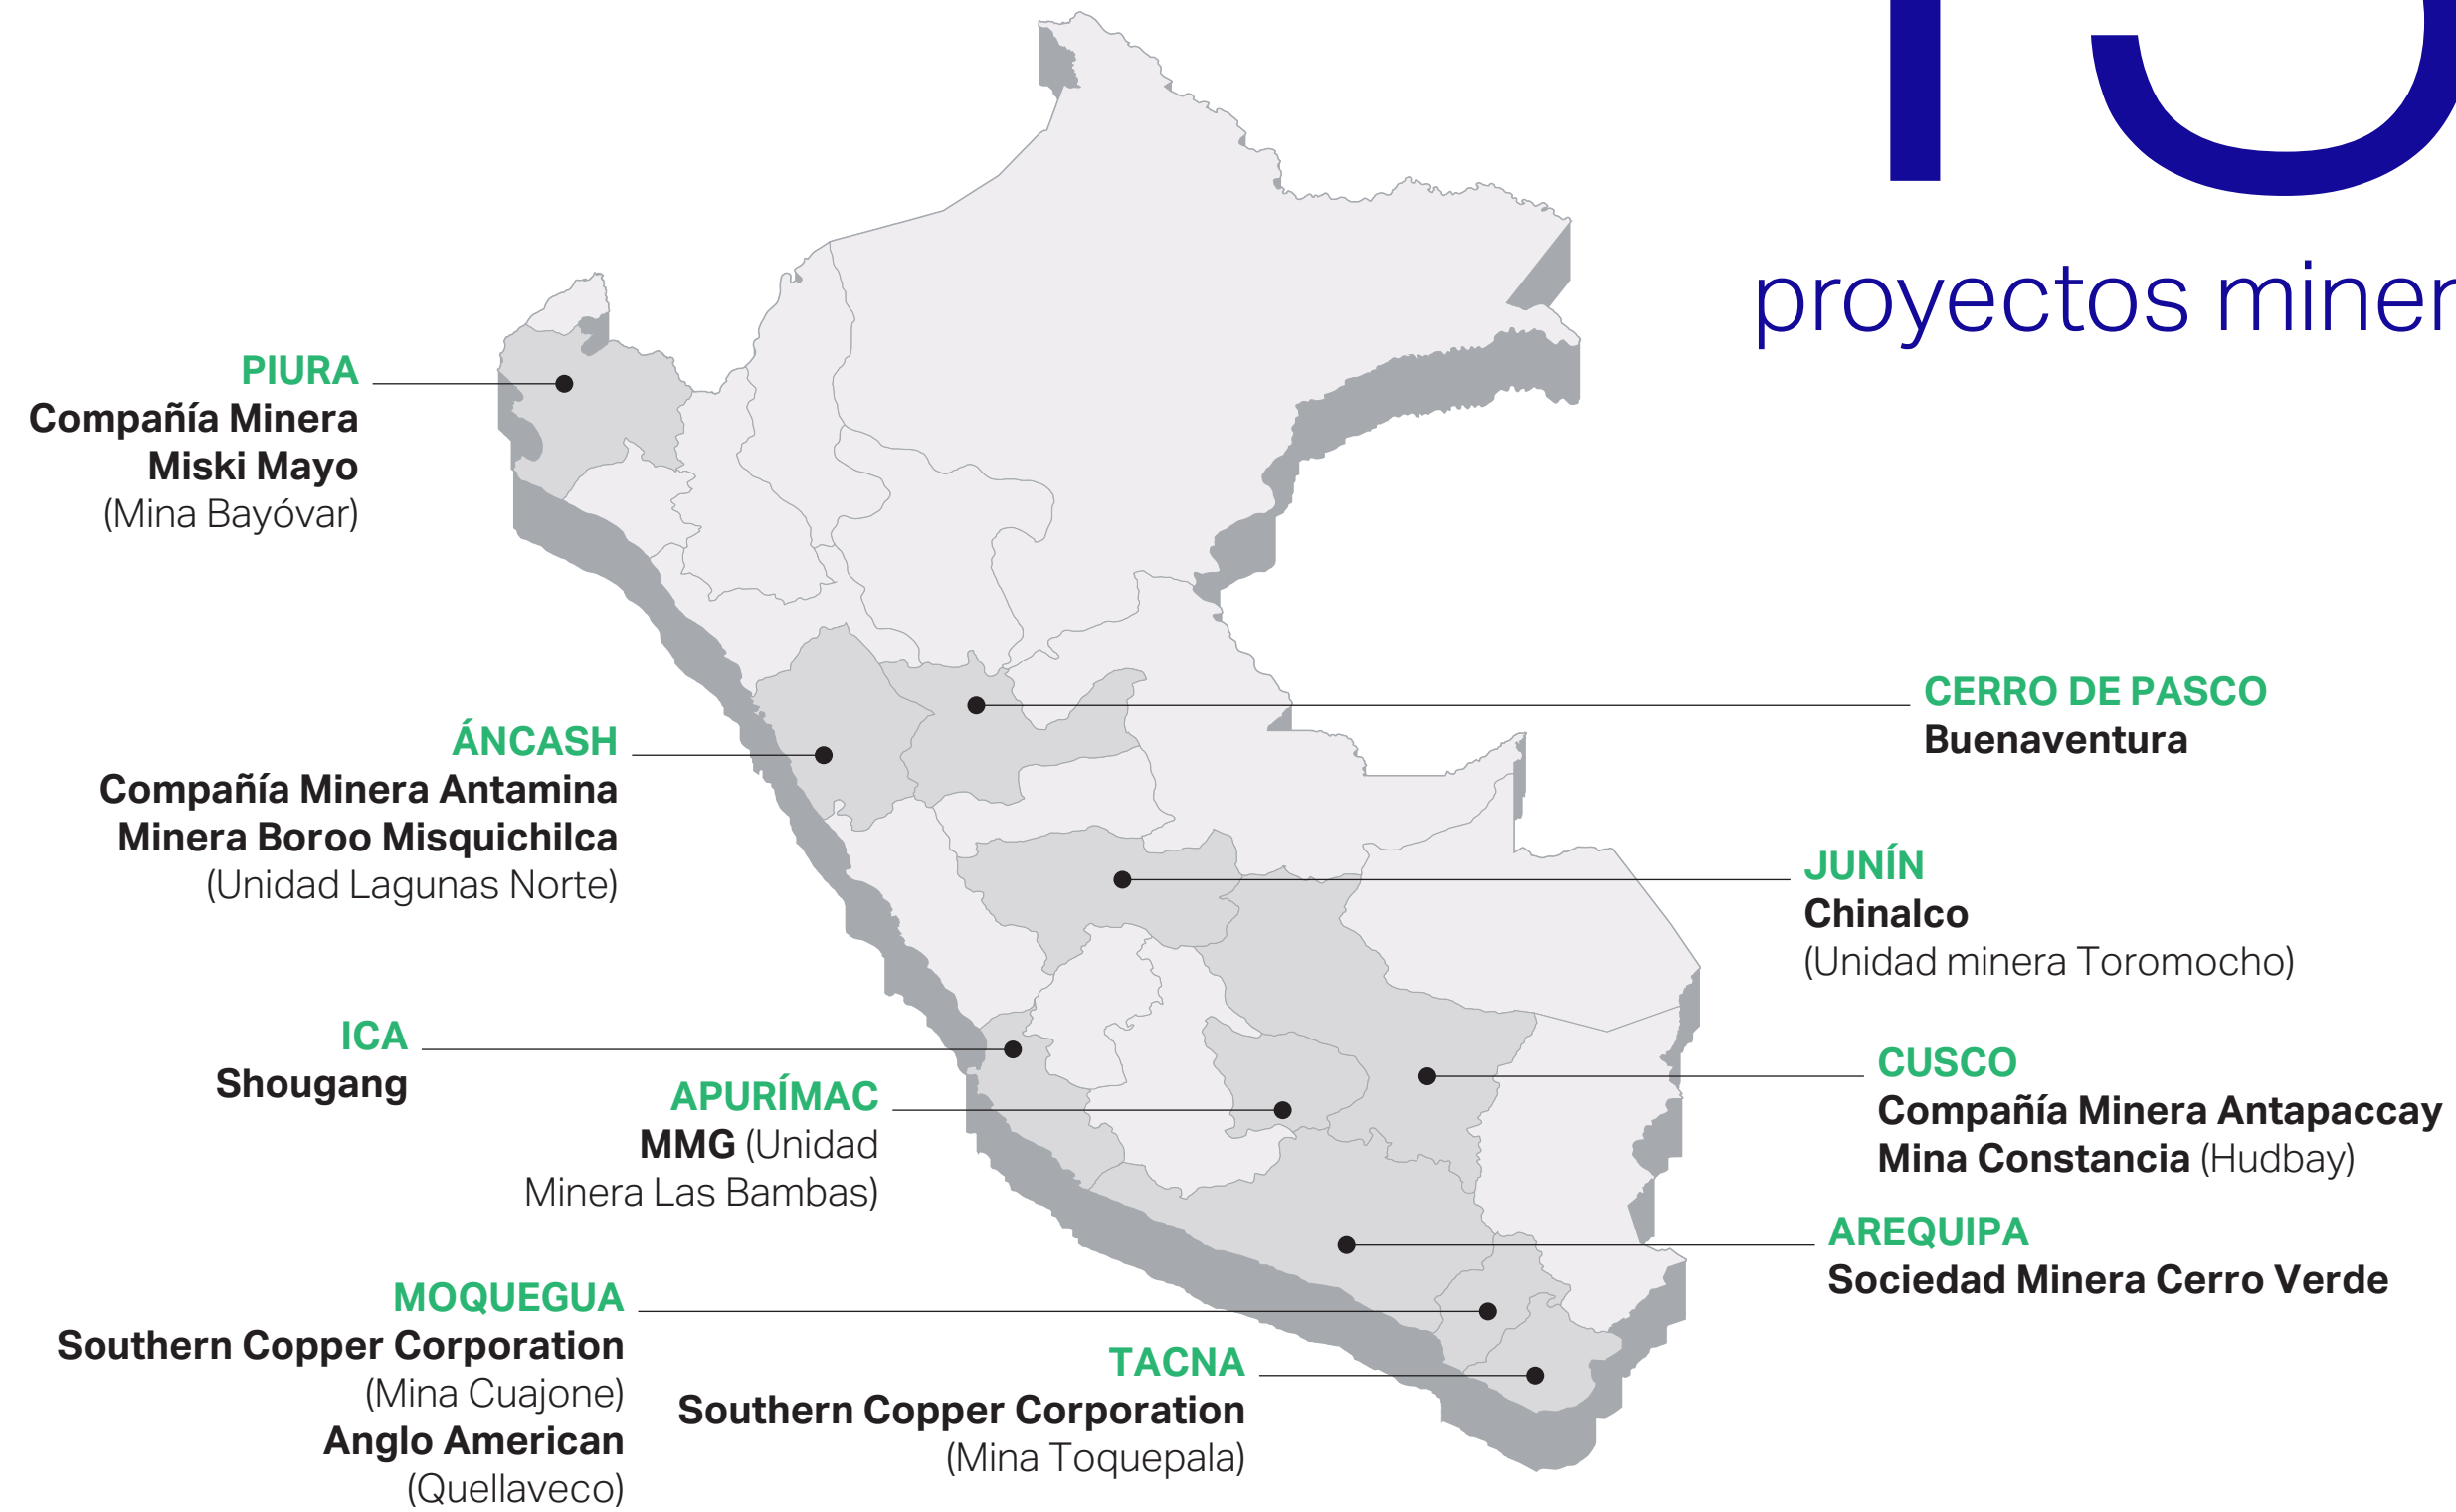 proyectos
PIURA
Compañía Minera
Miski Mayo
(Mina Bayóvar)
ÁNCASH
Compañía Minera Antamina
Minera Boroo Misquichilca
(Unidad Lagunas Norte)
ICA
Shougang
APURÍMAC
MMG (Unidad
Minera Las Bambas)
MOQUEGUA
Southern Copper Corporation
(Mina Cuajone)
Anglo American
(Quellaveco)
TACNA
Southern Copper Corporation
(Mina Toquepala)
CERRO DE PASCO
Buenaventura
JUNÍN
Chinalco
(Unidad minera Toromocho)
CUSCO
Compañía Minera Antapaccay
Mina Constancia (Hudbay)
AREQUIPA
Sociedad Minera Cerro Verde